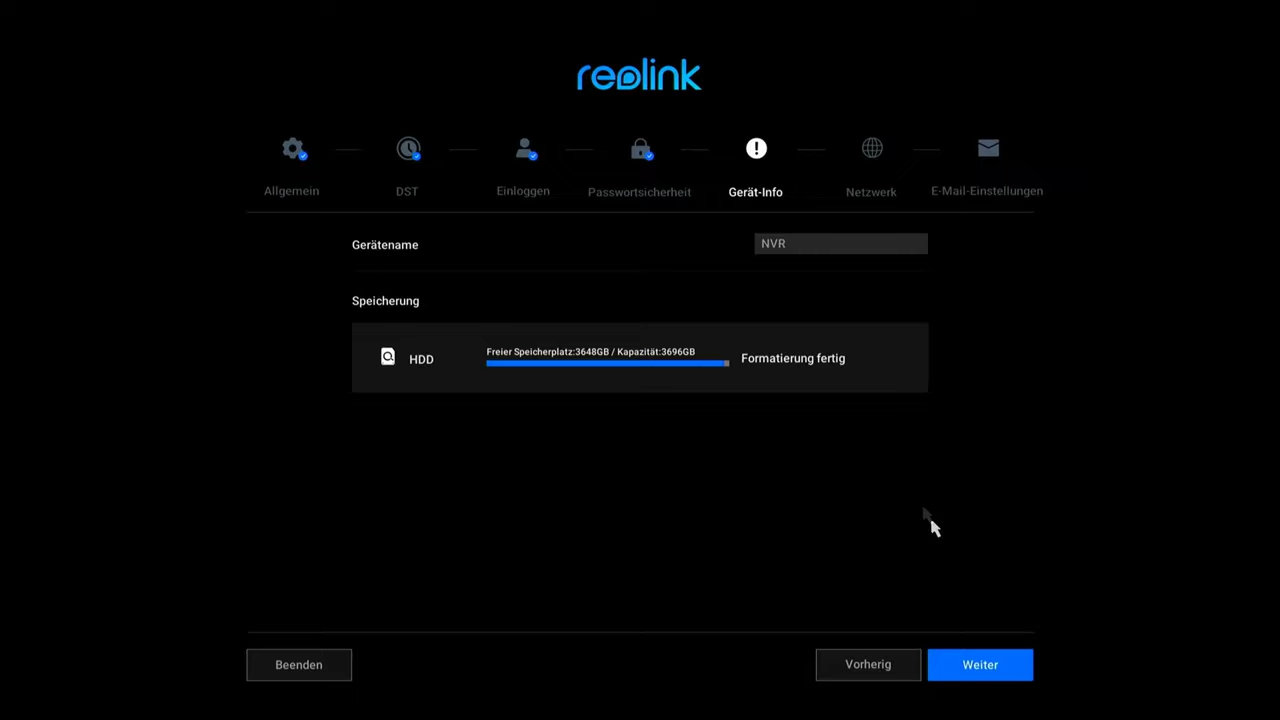 reolink
Allgemein
DST
Einloggen
Passwortsicherheit
Gerät-Info
Netzwerk
E-Mail-Einstellungen
Gerätename
NVR
Speicherung
HDD
Freier Speicherplatz:3648GB / Kapazität:3696GB
Formatierung fertig
Beenden
Vorherig
Weiter